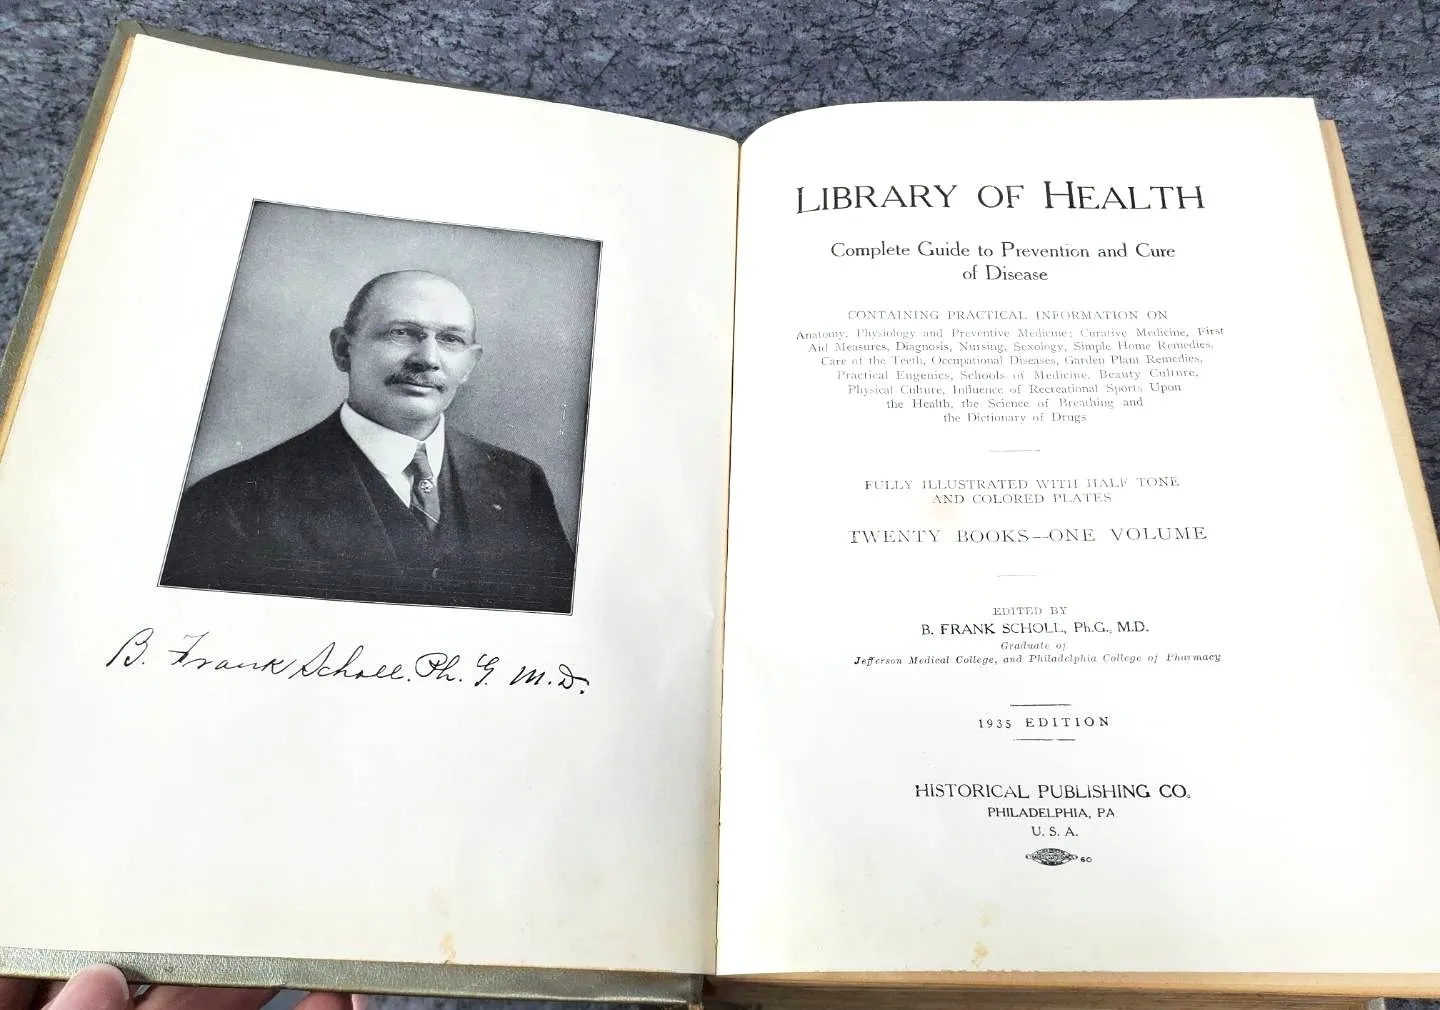 B. Frank Scholl. Ph. G. M.D.
LIBRARY OF HEALTH
Complete Guide to Prevention and Cure
of Disease
CONTAINING PRACTICAL INFORMATION ON
Anatomy, Physiology and Preventive Medicine; Curative Medicine, First
Aid Measures, Diagnosis, Nursing, Sexology, Simple Home Remedies,
Care of the Teeth, Occupational Diseases, Garden Plant Remedies,
Practical Eugenics, Schools of Medicine, Beauty Culture,
Physical Culture, Influence of Recreational Sports Upon
the Health, the Science of Breathing and
the Dictionary of Drugs
FULLY ILLUSTRATED WITH HALF TONE
AND COLORED PLATES
TWENTY BOOKS--ONE VOLUME
EDITED BY
B. FRANK SCHOLL, Ph.G., M.D.
Graduate of
Jefferson Medical College, and Philadelphia College of Pharmacy
1935 EDITION
HISTORICAL PUBLISHING CO.
PHILADELPHIA, PA
U. S. A.
60